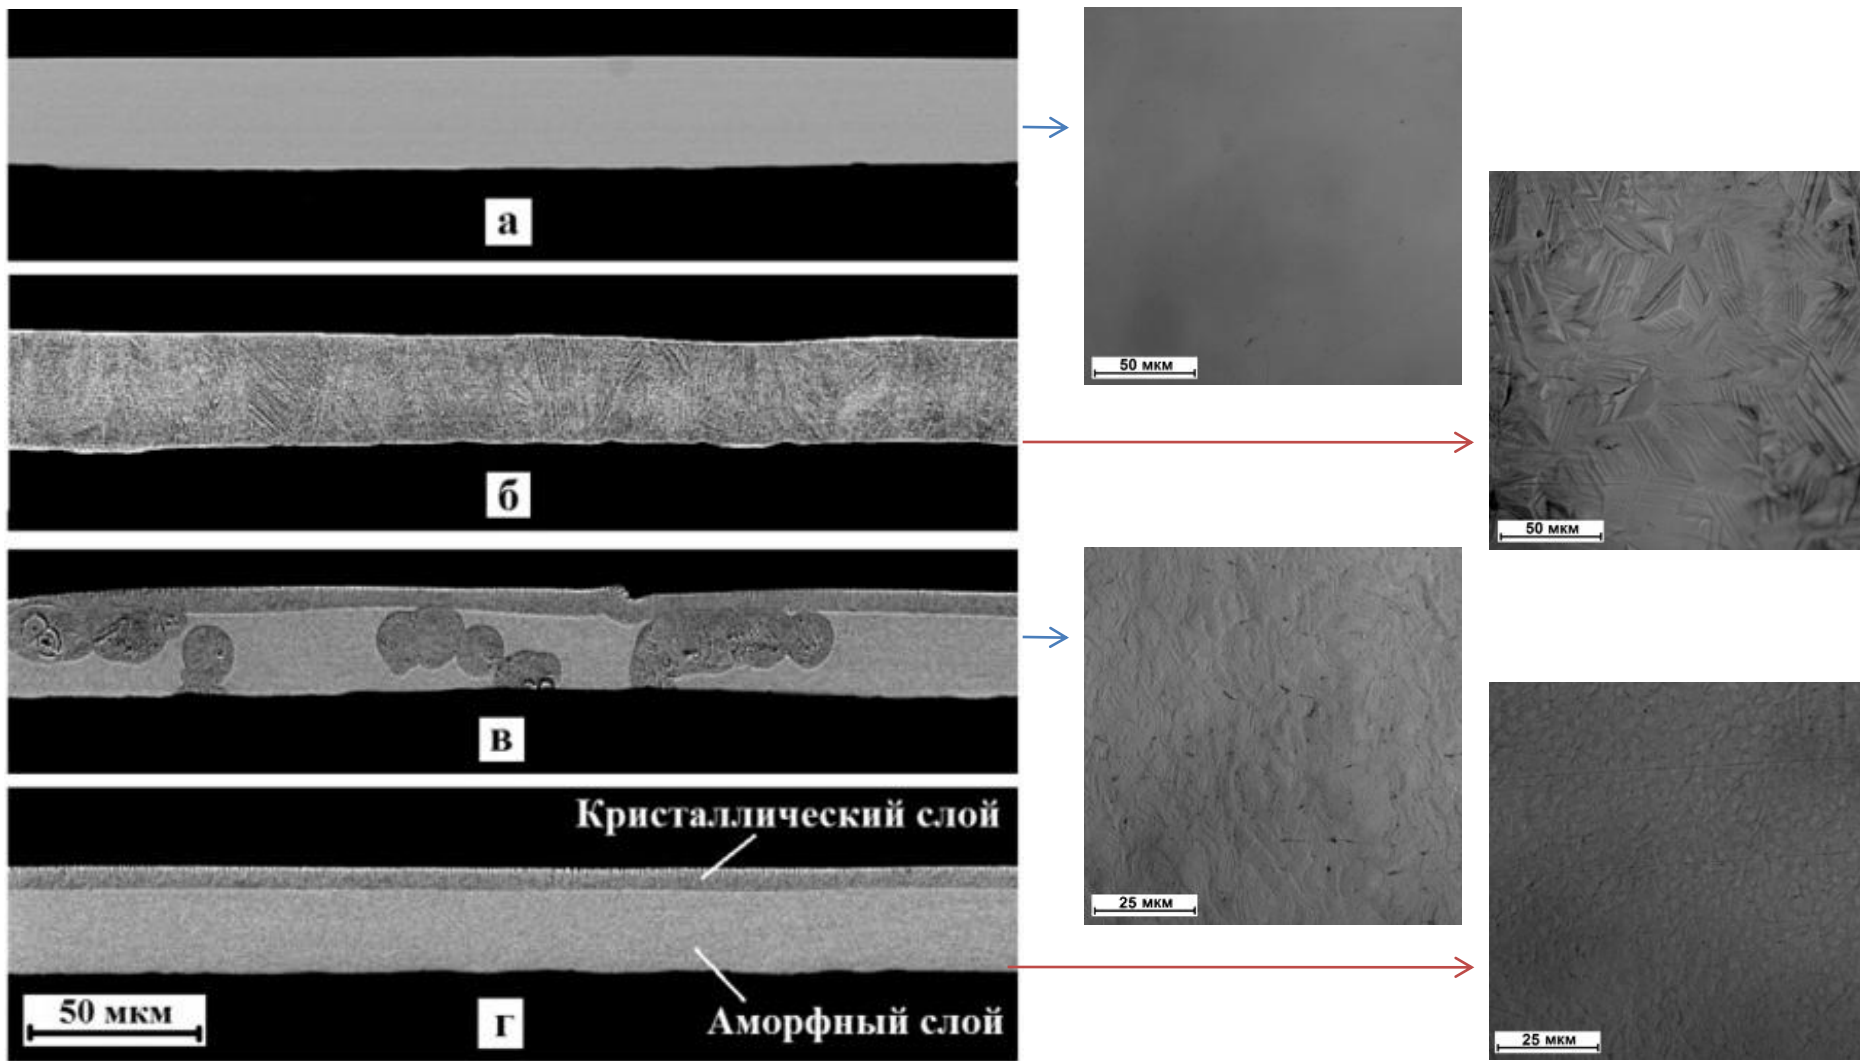 а
50 мкм
б
50 мкм
в
25 мкм
Кристаллический слой
50 мкм
г
Аморфный слой
25 мкм